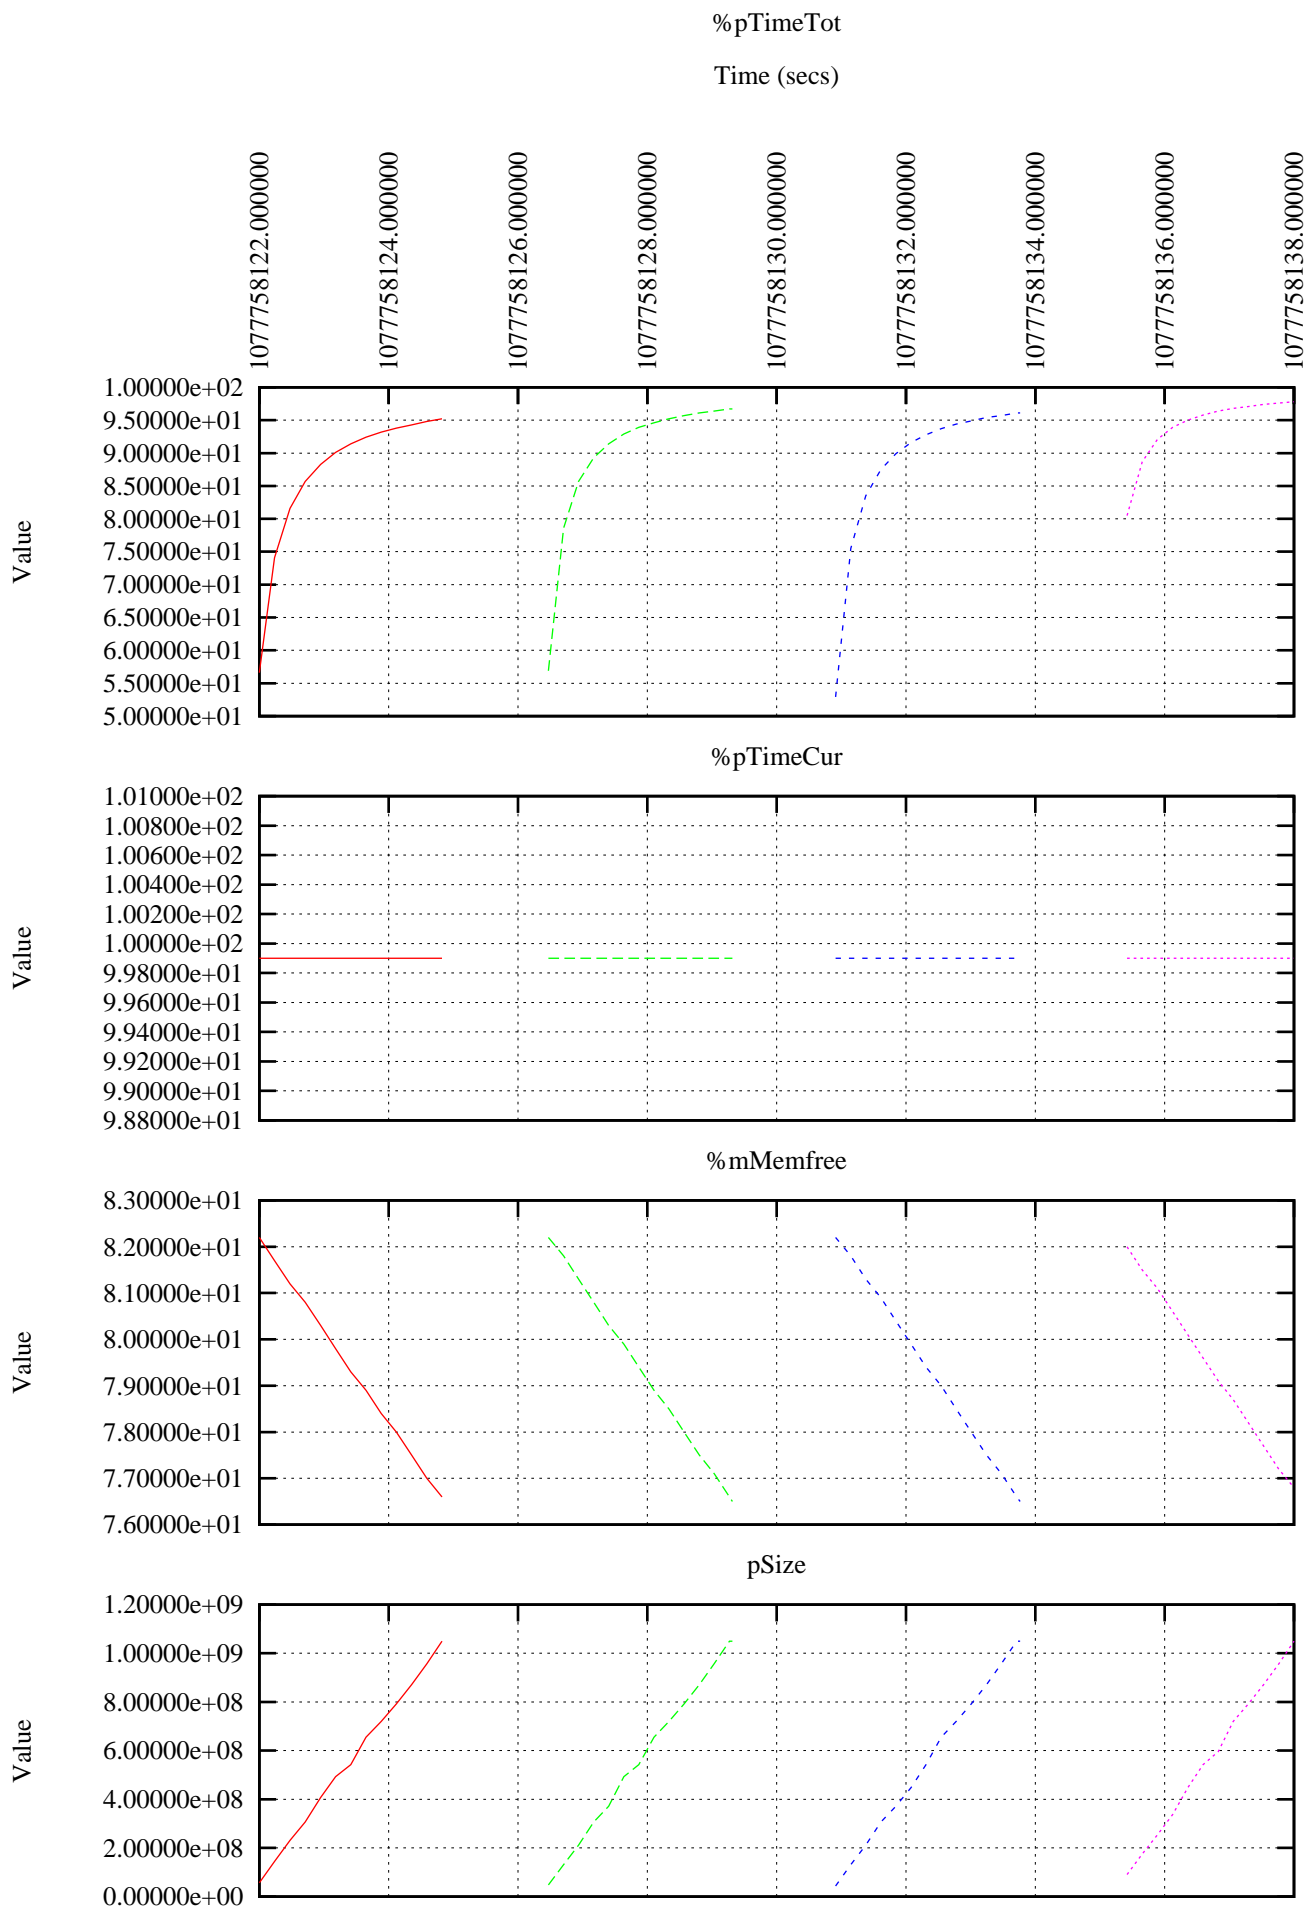 %pTimeTot
Time (secs)
1077758122.000000
1077758124.000000
1077758126.000000
1077758128.000000
1077758130.000000
1077758132.000000
1077758134.000000
1077758136.000000
1077758138.000000
Value
1.00000e+02
9.50000e+01
9.00000e+01
8.50000e+01
8.00000e+01
7.50000e+01
7.00000e+01
6.50000e+01
6.00000e+01
5.50000e+01
5.00000e+01
%pTimeCur
Value
1.01000e+02
1.00800e+02
1.00600e+02
1.00400e+02
1.00200e+02
1.00000e+02
9.98000e+01
9.96000e+01
9.94000e+01
9.92000e+01
9.90000e+01
9.88000e+01
%mMemfree
Value
8.30000e+01
8.20000e+01
8.10000e+01
8.00000e+01
7.90000e+01
7.80000e+01
7.70000e+01
7.60000e+01
pSize
Value
1.20000e+09
1.00000e+09
8.00000e+08
6.00000e+08
4.00000e+08
2.00000e+08
0.00000e+00